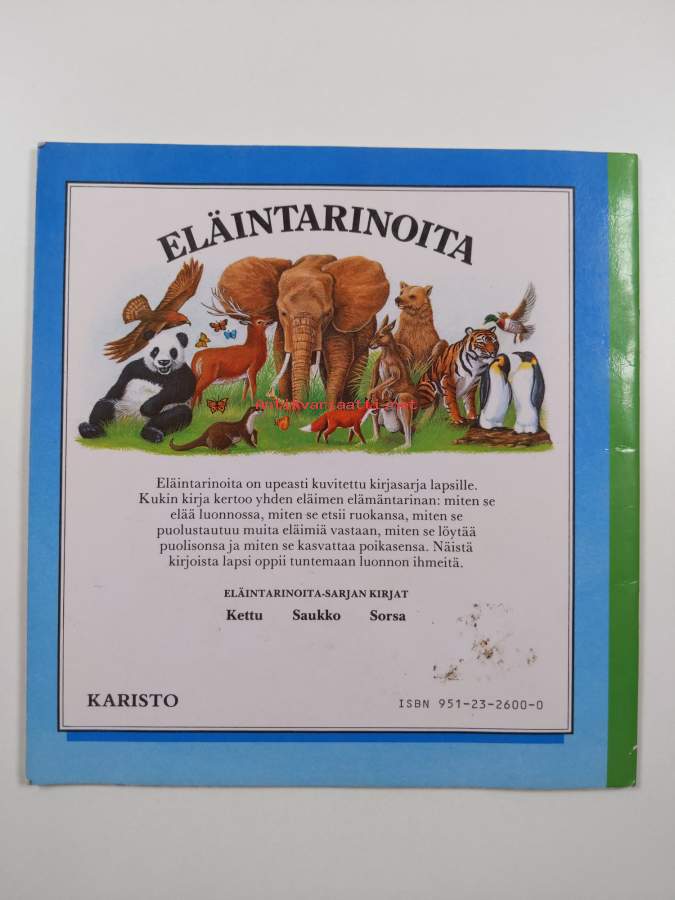 ELÄINTARINOITA
antikvariaatti.net
Eläintarinoita on upeasti kuvitettu kirjasarja lapsille.
Kukin kirja kertoo yhden eläimen elämäntarinan: miten se
elää luonnossa, miten se etsii ruokansa, miten se
puolustautuu muita eläimiä vastaan, miten se löytää
puolisonsa ja miten se kasvattaa poikasensa. Näistä
kirjoista lapsi oppii tuntemaan luonnon ihmeitä.
ELÄINTARINOITA-SARJAN KIRJAT
Kettu Saukko Sorsa
KARISTO
ISBN 951-23-2600-0